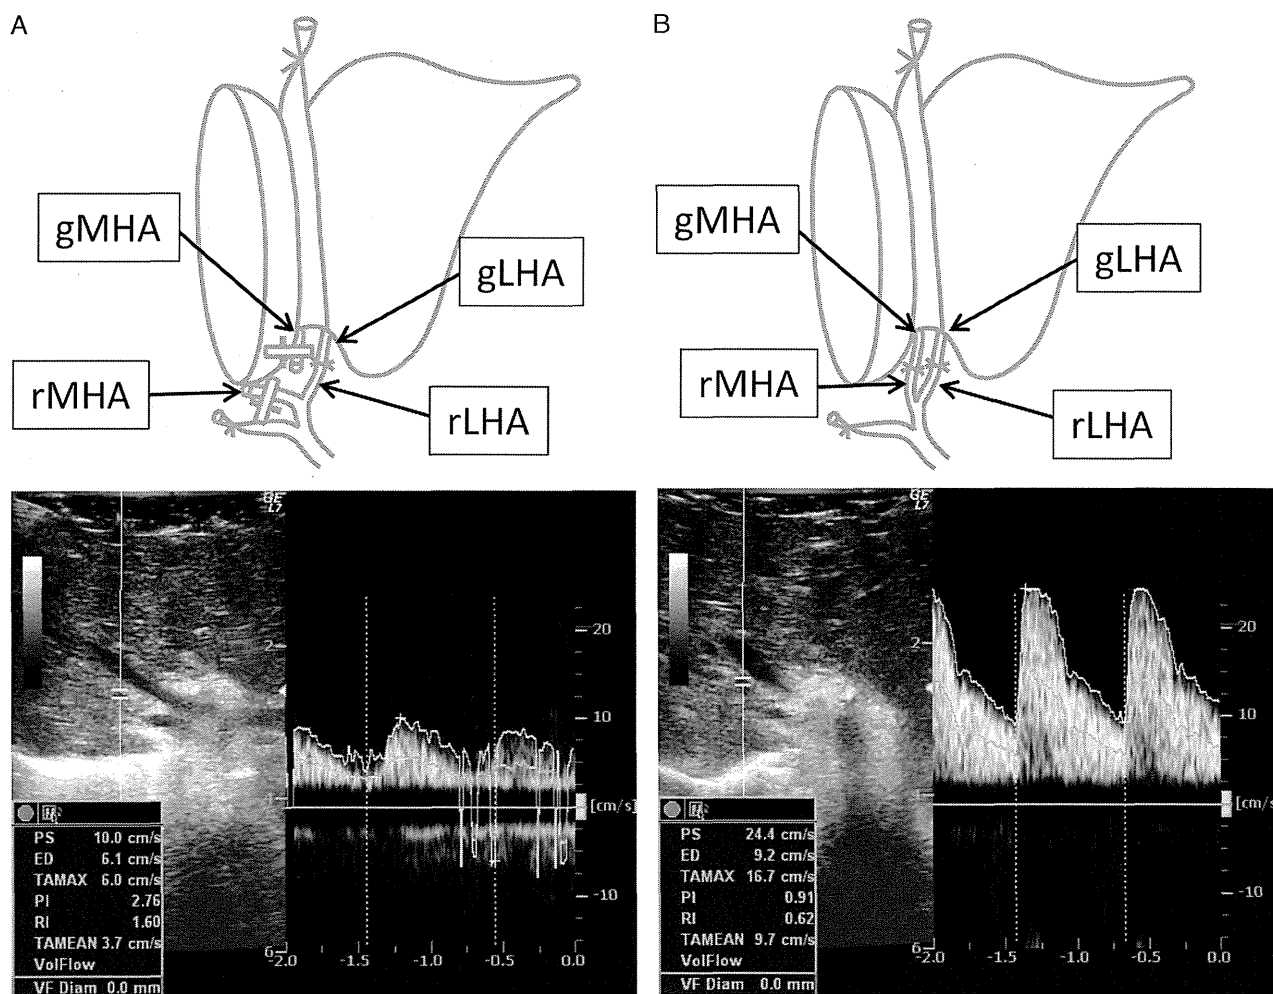 A
gMHA
gLHA
rMHA
rLHA
B
gMHA
gLHA
rMHA
rLHA
GE
L7
2
6
20
10
[cm/s]
-10
-2.0 -1.5 -1.0 -0.5 0.0
PS 10.0 cm/s
ED 6.1 cm/s
TAMAX 6.0 cm/s
PI 2.76
RI 1.60
TAMEAN 3.7 cm/s
VolFlow
VF Diam 0.0 mm
GE
L7
2
6
20
10
[cm/s]
-10
-2.0 -1.5 -1.0 -0.5 0.0
PS 24.4 cm/s
ED 9.2 cm/s
TAMAX 16.7 cm/s
PI 0.91
RI 0.62
TAMEAN 9.7 cm/s
VolFlow
VF Diam 0.0 mm